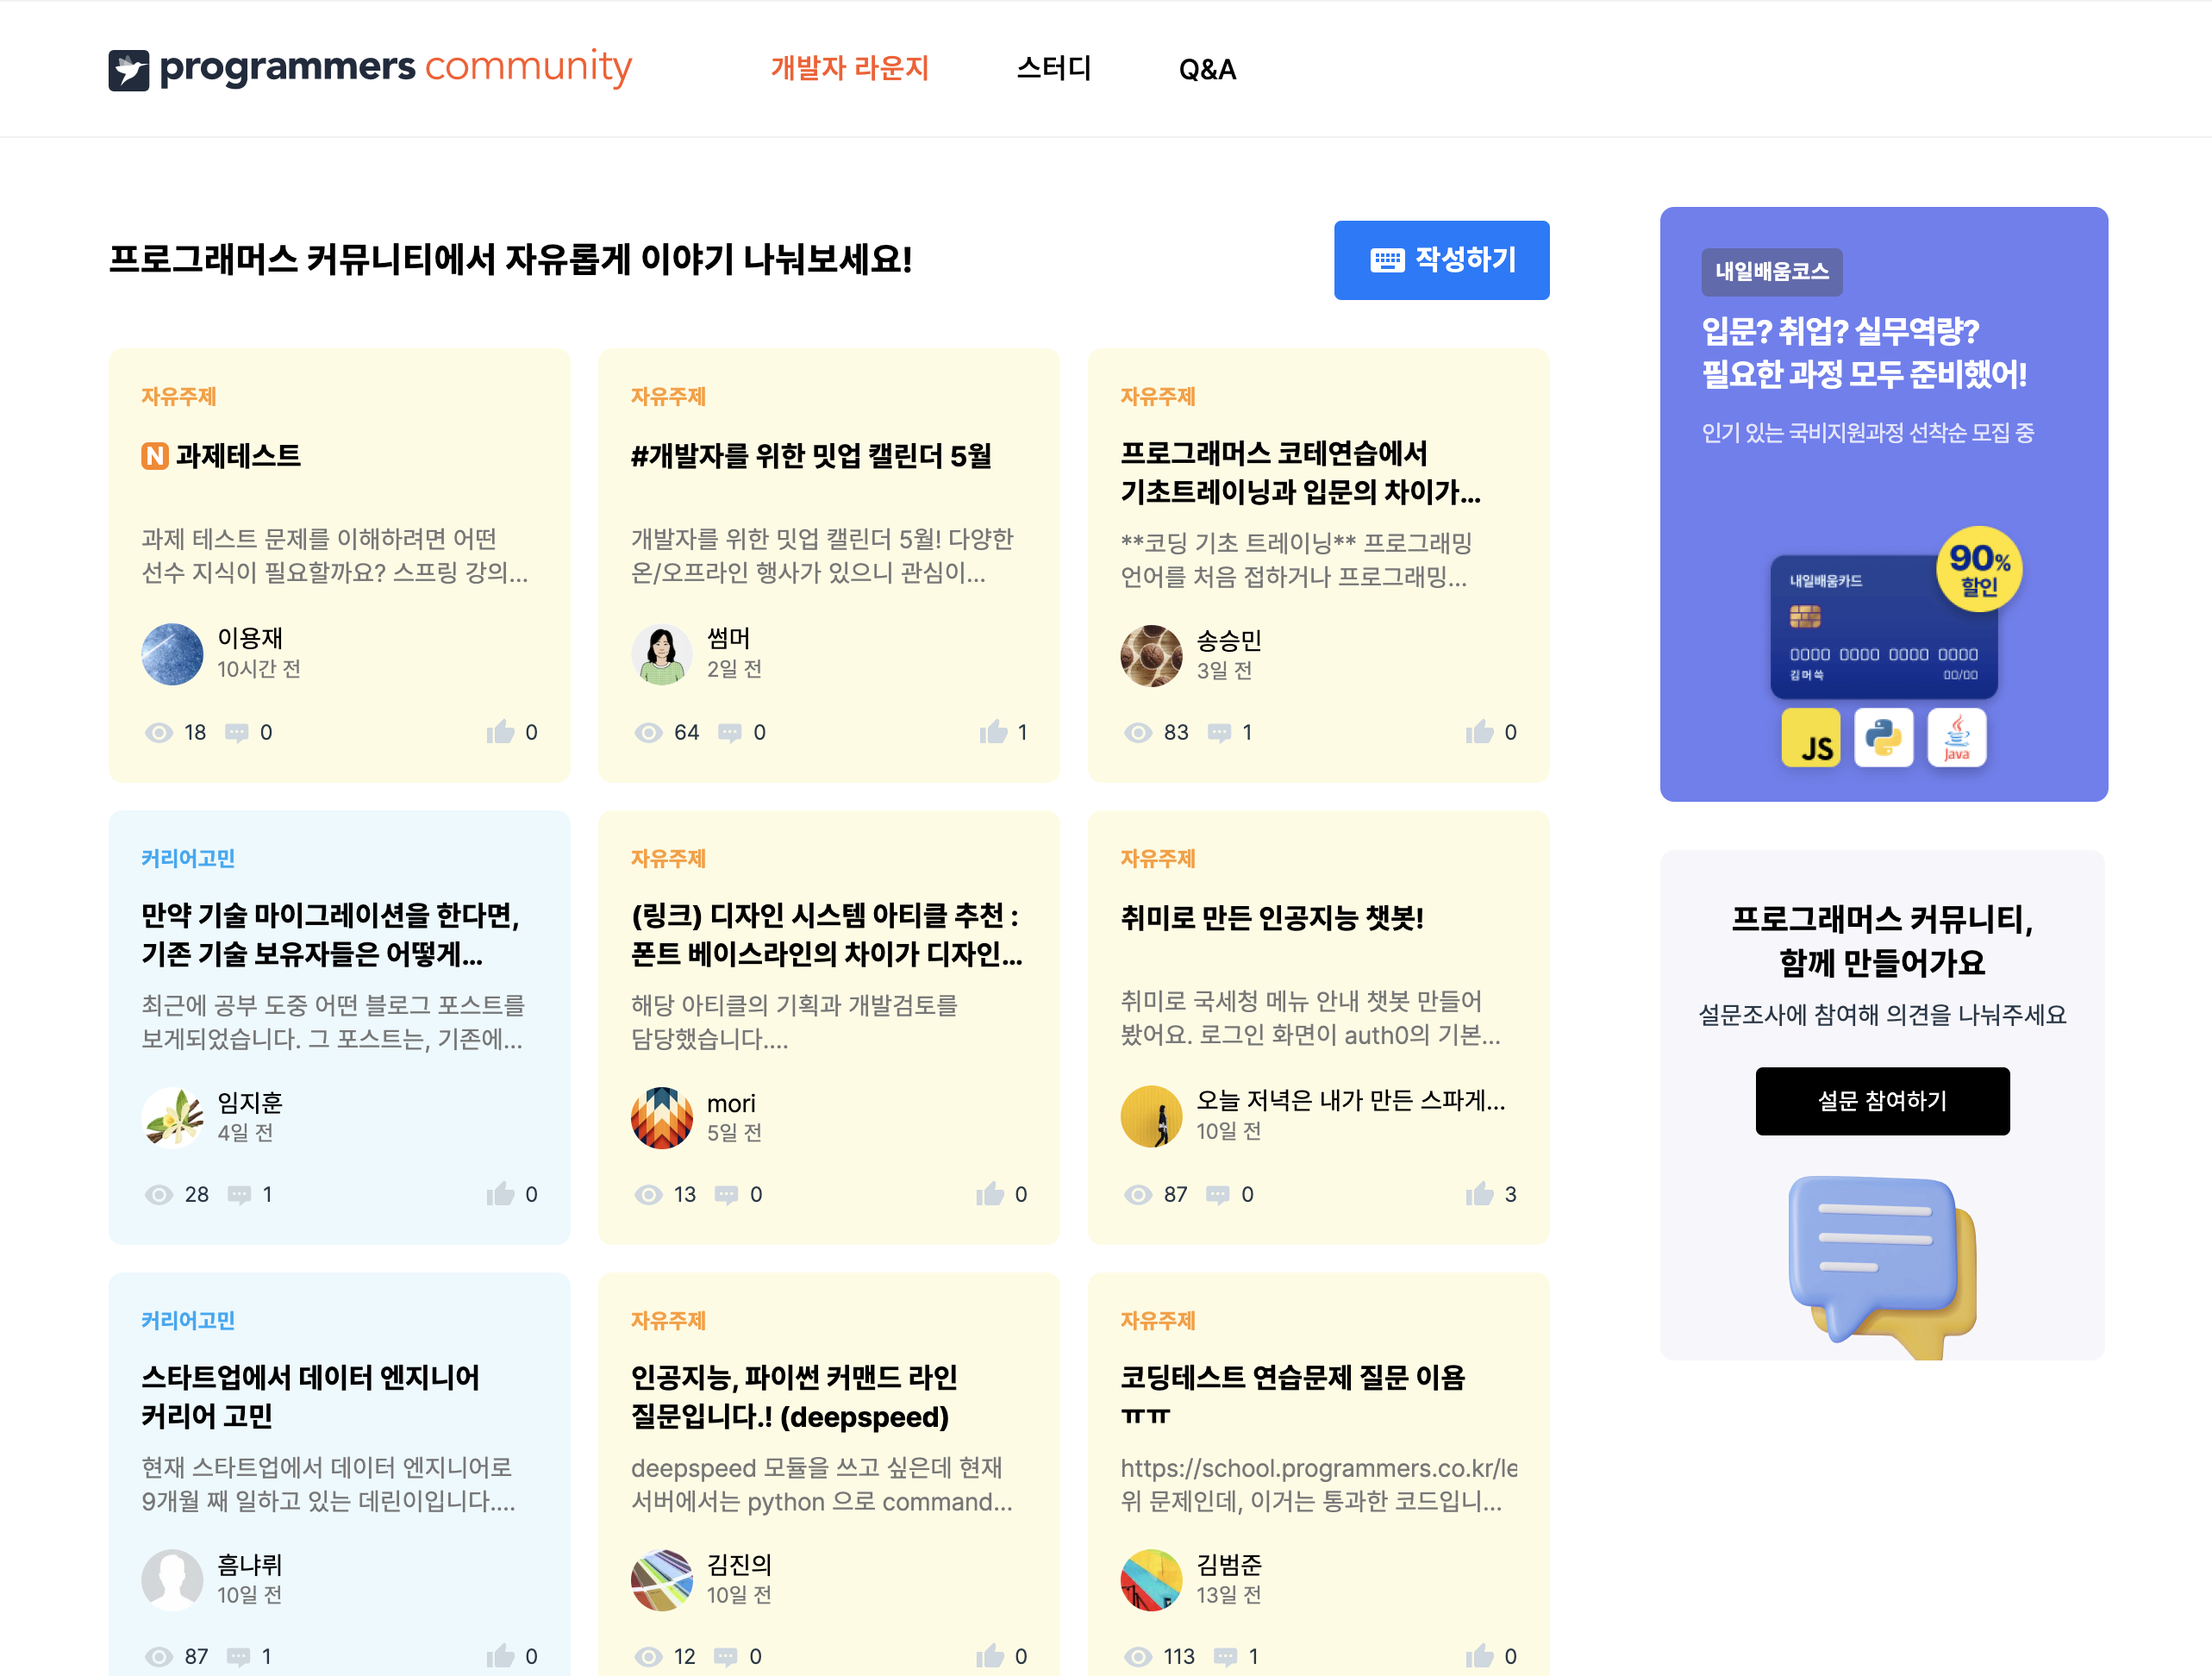 programmers community
개발자 라운지
스터디
Q&A
프로그래머스 커뮤니티에서 자유롭게 이야기 나눠보세요!
작성하기
자유주제
N 과제테스트
과제 테스트 문제를 이해하려면 어떤
선수 지식이 필요할까요? 스프링 강의...
이용재
10시간 전
18 0 0
자유주제
#개발자를 위한 밋업 캘린더 5월
개발자를 위한 밋업 캘린더 5월! 다양한
온/오프라인 행사가 있으니 관심이...
썸머
2일 전
64 0 1
자유주제
프로그래머스 코테연습에서
기초트레이닝과 입문의 차이가...
**코딩 기초 트레이닝** 프로그래밍
언어를 처음 접하거나 프로그래밍...
송승민
3일 전
83 1 0
커리어고민
만약 기술 마이그레이션을 한다면,
기존 기술 보유자들은 어떻게...
최근에 공부 도중 어떤 블로그 포스트를
보게되었습니다. 그 포스트는, 기존에...
임지훈
4일 전
28 1 0
자유주제
(링크) 디자인 시스템 아티클 추천 :
폰트 베이스라인의 차이가 디자인...
해당 아티클의 기획과 개발검토를
담당했습니다....
mori
5일 전
13 0 0
자유주제
취미로 만든 인공지능 챗봇!
취미로 국세청 메뉴 안내 챗봇 만들어
봤어요. 로그인 화면이 auth0의 기본...
오늘 저녁은 내가 만든 스파게...
10일 전
87 0 3
커리어고민
스타트업에서 데이터 엔지니어
커리어 고민
현재 스타트업에서 데이터 엔지니어로
9개월 째 일하고 있는 데린이입니다....
흠냐뤼
10일 전
87 1 0
자유주제
인공지능, 파이썬 커맨드 라인
질문입니다.! (deepspeed)
deepspeed 모듈을 쓰고 싶은데 현재
서버에서는 python 으로 command...
김진의
10일 전
12 0 0
자유주제
코딩테스트 연습문제 질문 이욤
ㅠㅠ
https://school.programmers.co.kr/le
위 문제인데, 이거는 통과한 코드입니...
김범준
13일 전
113 1 0
내일배움코스
입문? 취업? 실무역량?
필요한 과정 모두 준비했어!
인기 있는 국비지원과정 선착순 모집 중
90%
할인
내일배움카드
0000 0000 0000 0000
김머쓱 00/00
JS
Java
프로그래머스 커뮤니티,
함께 만들어가요
설문조사에 참여해 의견을 나눠주세요
설문 참여하기